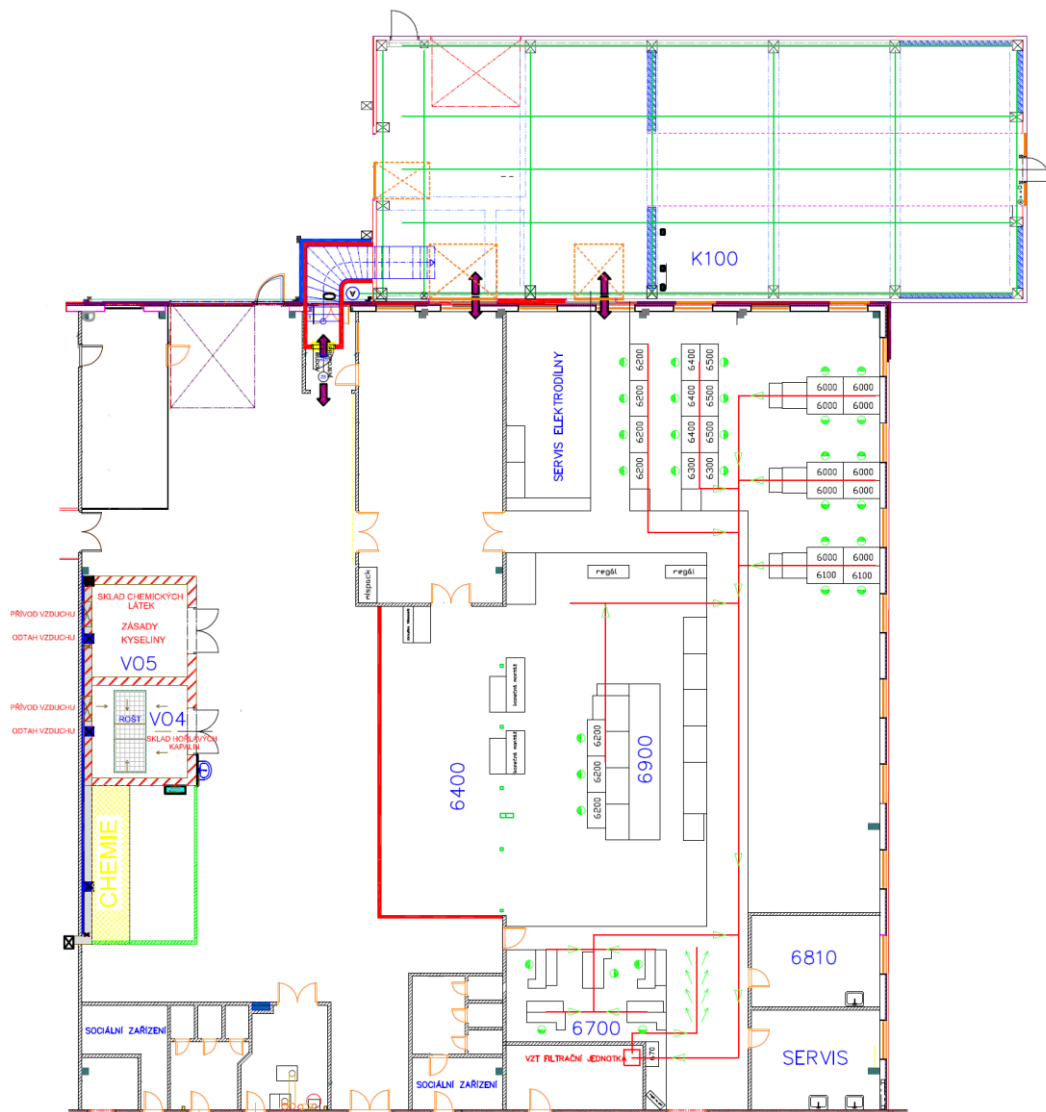 K100
SERVIS ELEKTRODÍLNY
6200
6400
6500
6200
6400
6500
6200
6400
6500
6200
6300
6300
6000
6000
6000
6000
6000
6000
6000
6000
6000
6000
6100
6100
regál
regál
SKLAD CHEMICKÝCH
LÁTEK
ZÁSADY
KYSELINY
V05
PŘÍVOD VZDUCHU
ODTAH VZDUCHU
PŘÍVOD VZDUCHU
ODTAH VZDUCHU
ROŠT
V04
SKLAD HOŘLAVÝCH
KAPALIN
CHEMIE
6400
6200
6200
6200
6900
6810
6700
SERVIS
VZT FILTRAČNÍ JEDNOTKA
670
SOCIÁLNÍ ZAŘÍZENÍ
SOCIÁLNÍ ZAŘÍZENÍ